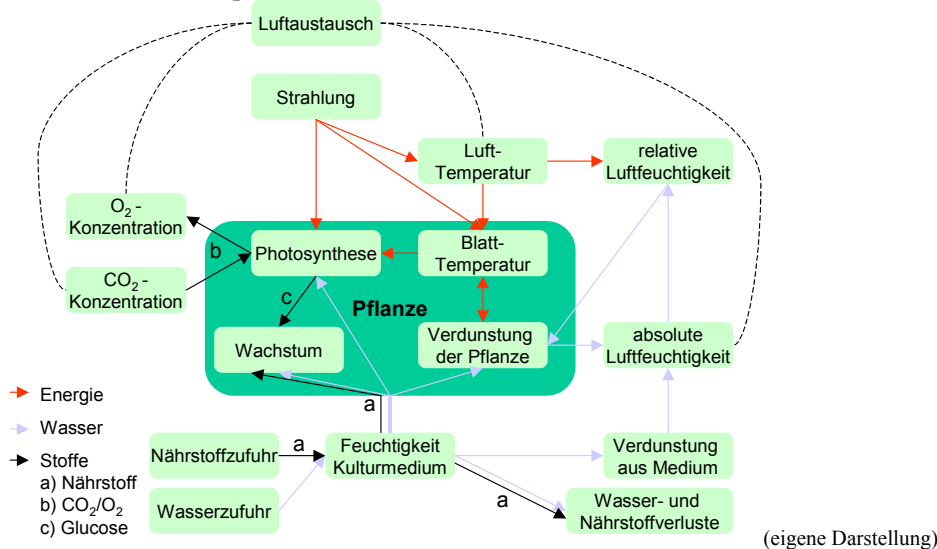 Luftaustausch
Strahlung
Luft-
Temperatur
relative
Luftfeuchtigkeit
O₂ -
Konzentration
b
CO₂ -
Konzentration
Photosynthese
Blatt-
Temperatur
c
Pflanze
Wachstum
Verdunstung
der Pflanze
absolute
Luftfeuchtigkeit
a
Energie
Wasser
Stoffe
a) Nährstoff
b) CO₂/O₂
c) Glucose
Nährstoffzufuhr
a
Feuchtigkeit
Kulturmedium
Verdunstung
aus Medium
Wasserzufuhr
a
Wasser- und
Nährstoffverluste
(eigene Darstellung)